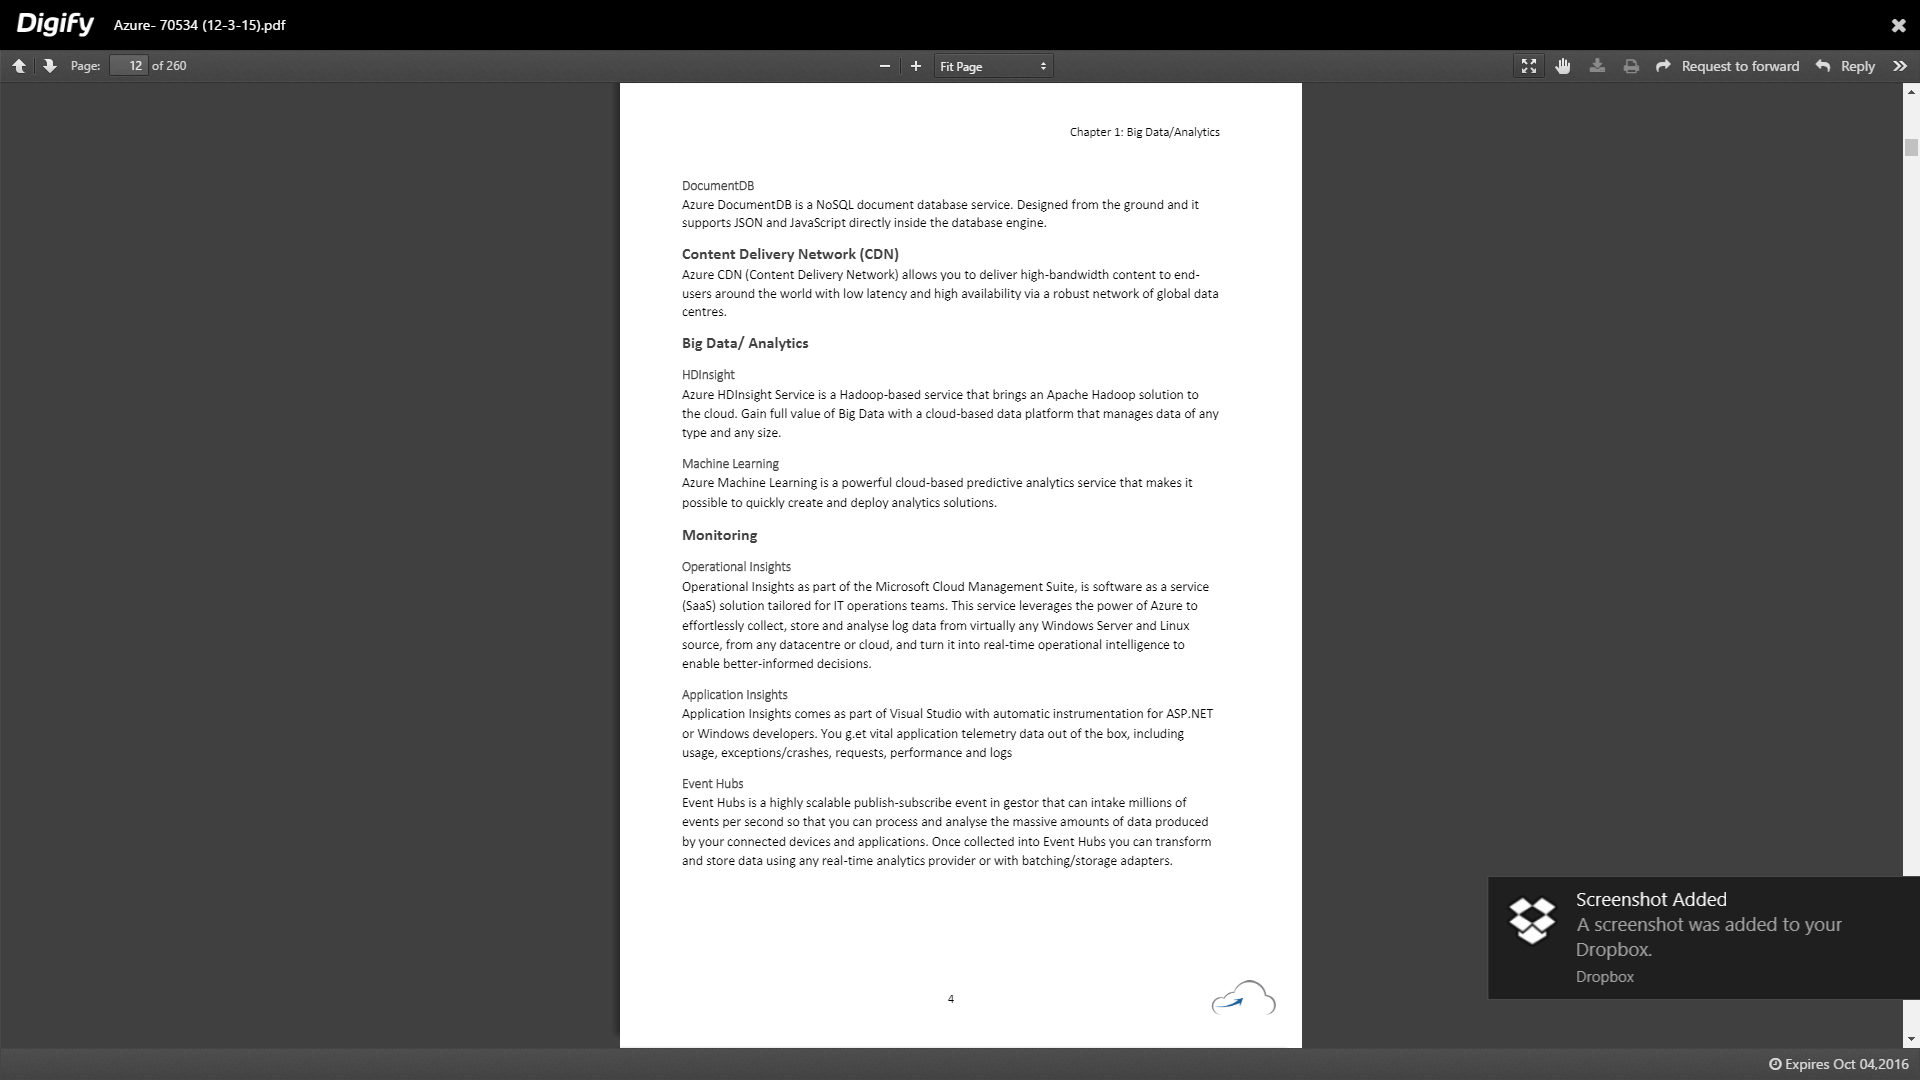 Digify Azure- 70534 (12-3-15).pdf
Page: 12 of 260 Fit Page Request to forward Reply
Chapter 1: Big Data/Analytics
DocumentDB
Azure DocumentDB is a NoSQL document database service. Designed from the ground and it
supports JSON and JavaScript directly inside the database engine.
Content Delivery Network (CDN)
Azure CDN (Content Delivery Network) allows you to deliver high-bandwidth content to end-
users around the world with low latency and high availability via a robust network of global data
centres.
Big Data/ Analytics
HDInsight
Azure HDInsight Service is a Hadoop-based service that brings an Apache Hadoop solution to
the cloud. Gain full value of Big Data with a cloud-based data platform that manages data of any
type and any size.
Machine Learning
Azure Machine Learning is a powerful cloud-based predictive analytics service that makes it
possible to quickly create and deploy analytics solutions.
Monitoring
Operational Insights
Operational Insights as part of the Microsoft Cloud Management Suite, is software as a service
(SaaS) solution tailored for IT operations teams. This service leverages the power of Azure to
effortlessly collect, store and analyse log data from virtually any Windows Server and Linux
source, from any datacentre or cloud, and turn it into real-time operational intelligence to
enable better-informed decisions.
Application Insights
Application Insights comes as part of Visual Studio with automatic instrumentation for ASP.NET
or Windows developers. You g.et vital application telemetry data out of the box, including
usage, exceptions/crashes, requests, performance and logs
Event Hubs
Event Hubs is a highly scalable publish-subscribe event in gestor that can intake millions of
events per second so that you can process and analyse the massive amounts of data produced
by your connected devices and applications. Once collected into Event Hubs you can transform
and store data using any real-time analytics provider or with batching/storage adapters.
4
Screenshot Added
A screenshot was added to your
Dropbox.
Dropbox
Expires Oct 04,2016